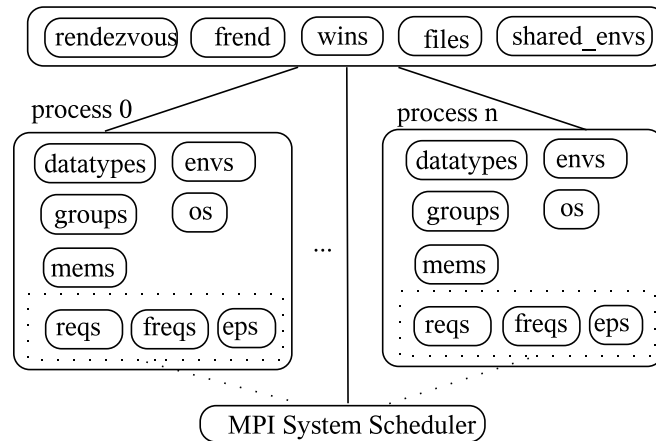 rendezvous frend wins files shared_envs
process 0 process n
datatypes envs datatypes envs
groups os groups os
...
mems mems
reqs freqs eps reqs freqs eps
MPI System Scheduler